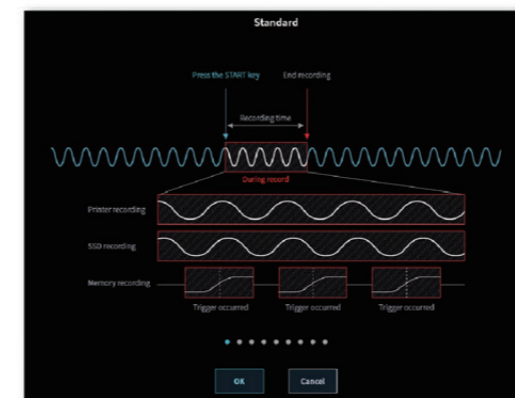 Standard
Press the START key
End recording
Recording time
During record
Printer recording
SSD recording
Memory recording
Trigger occurred
Trigger occurred
Trigger occurred
OK
Cancel